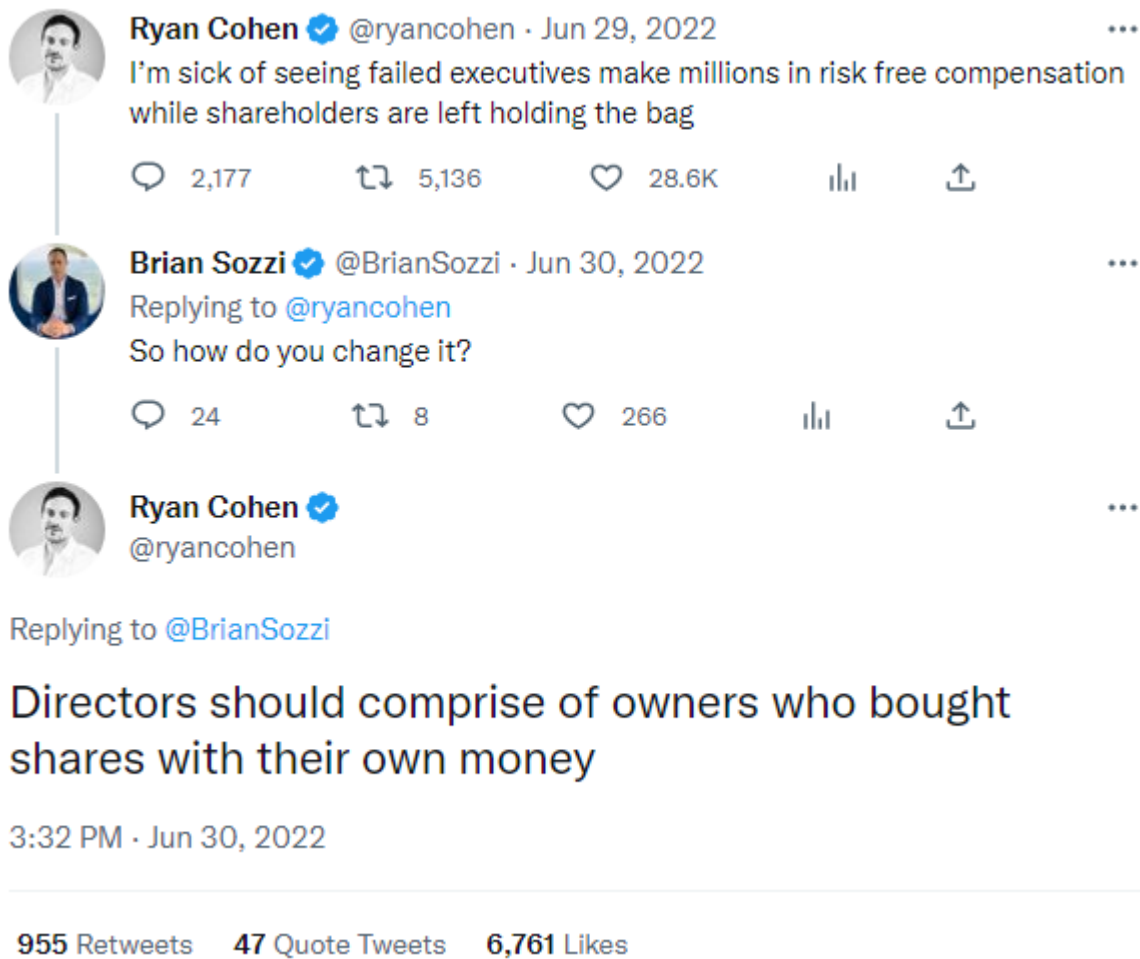 Ryan Cohen @ryancohen · Jun 29, 2022
I’m sick of seeing failed executives make millions in risk free compensation
while shareholders are left holding the bag
2,177 5,136 28.6K
Brian Sozzi @BrianSozzi · Jun 30, 2022
Replying to @ryancohen
So how do you change it?
24 8 266
Ryan Cohen
@ryancohen
Replying to @BrianSozzi
Directors should comprise of owners who bought
shares with their own money
3:32 PM · Jun 30, 2022
955 Retweets 47 Quote Tweets 6,761 Likes